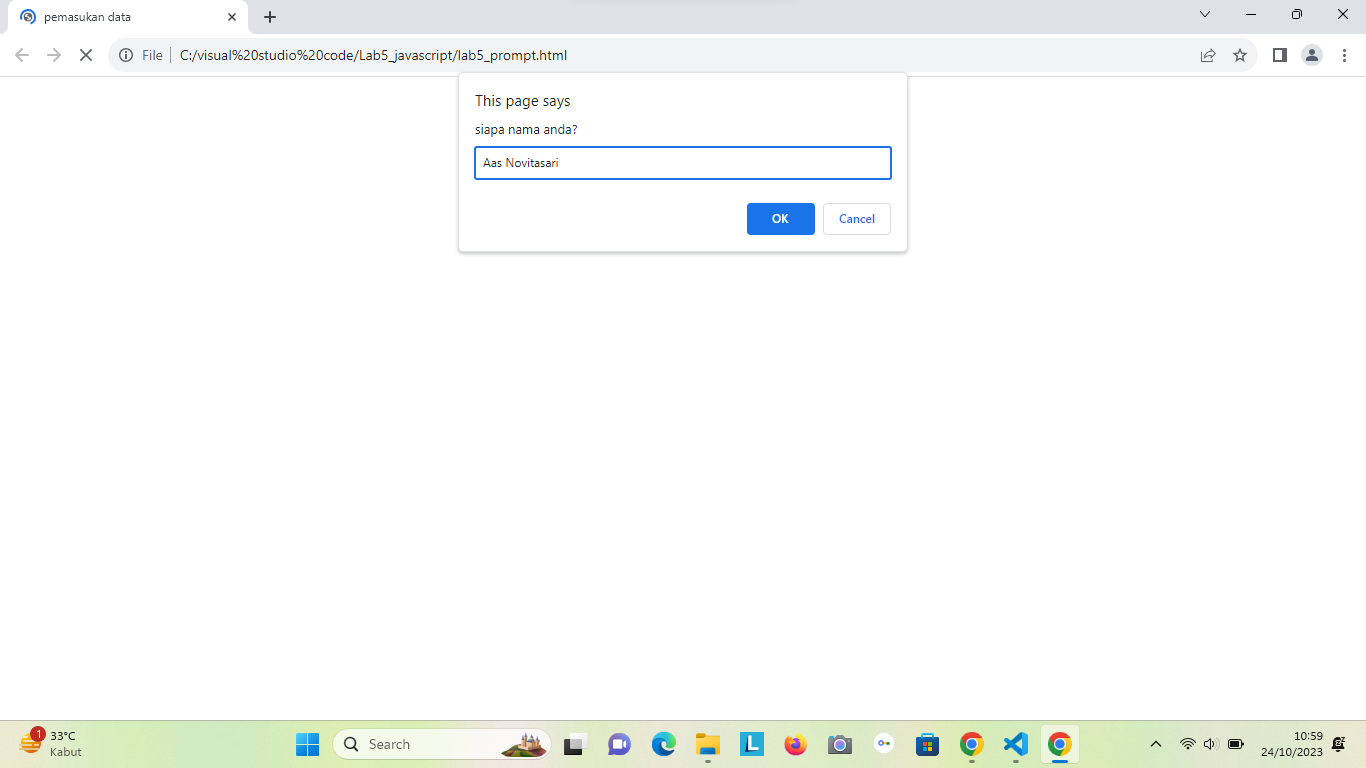 pemasukan data
File
C:/visual%20studio%20code/Lab5_javascript/lab5_prompt.html
This page says
siapa nama anda?
Aas Novitasari
OK Cancel
1
33°C
Kabut
Search
L
10:59
24/10/2023